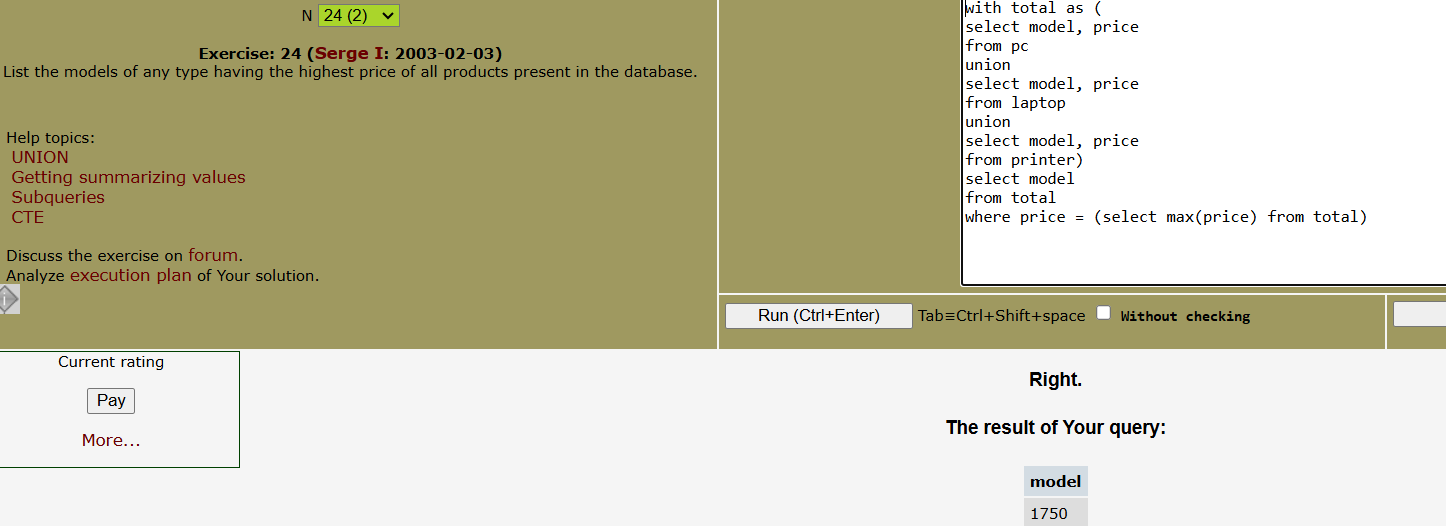 N 24 (2)
Exercise: 24 (Serge I: 2003-02-03)
List the models of any type having the highest price of all products present in the database.
Help topics:
UNION
Getting summarizing values
Subqueries
CTE
Discuss the exercise on forum.
Analyze execution plan of Your solution.
with total as (
select model, price
from pc
union
select model, price
from laptop
union
select model, price
from printer)
select model
from total
where price = (select max(price) from total)
Run (Ctrl+Enter) Tab≡Ctrl+Shift+space Without checking
Current rating
Pay
More...
Right.
The result of Your query:
model
1750